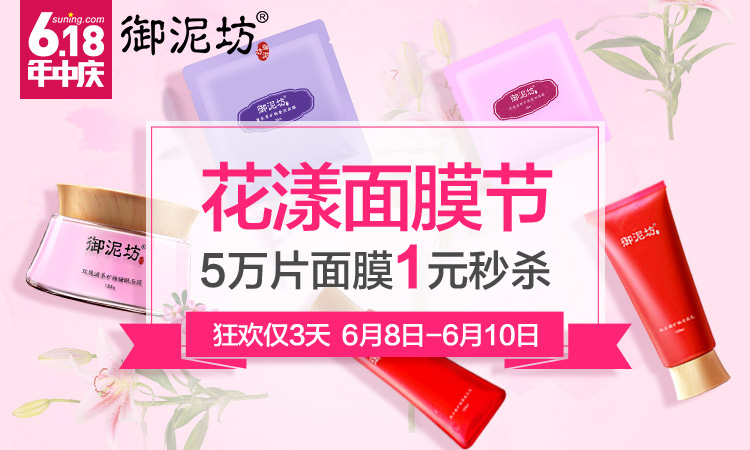 suning.com
6.18
年中庆
御泥坊®
御泥坊
御泥坊
花漾面膜节
5万片面膜1元秒杀
狂欢仅3天 6月8日-6月10日
御泥坊®
御泥坊